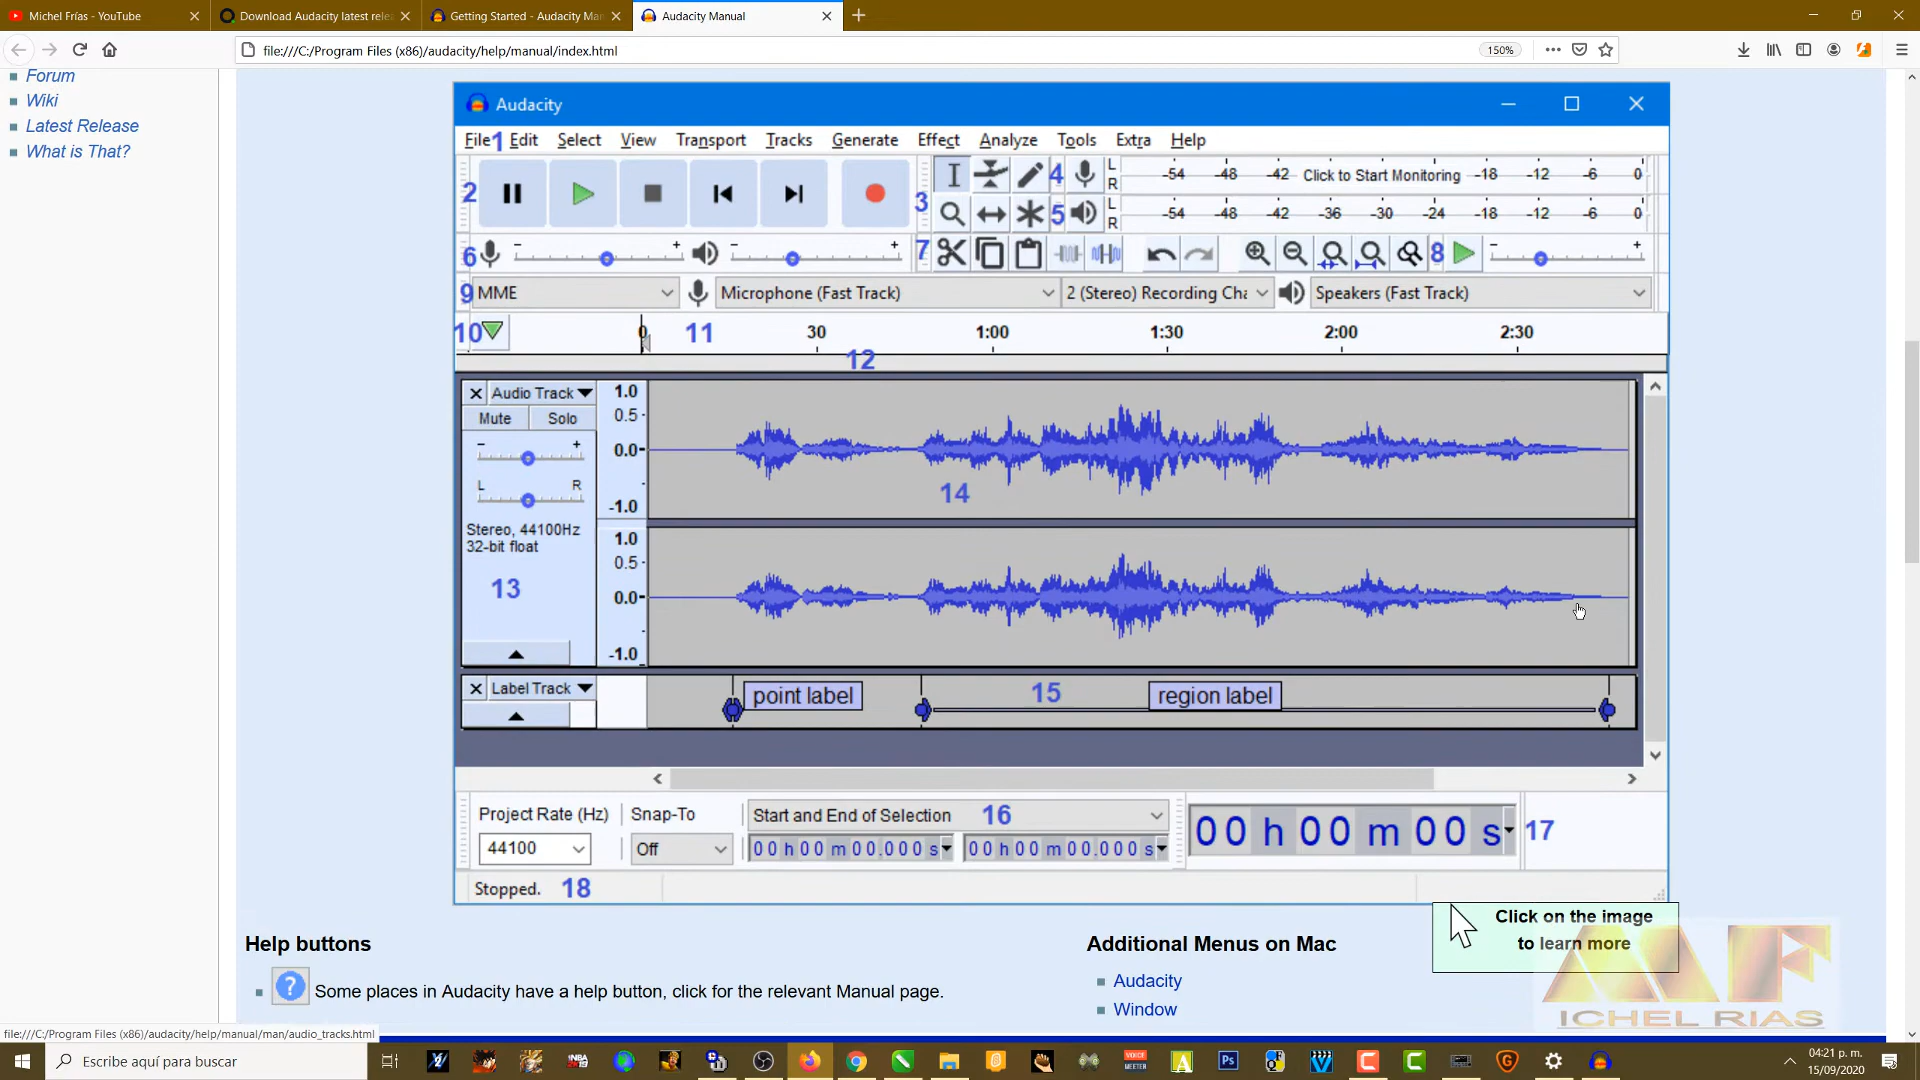 Michel Frías - YouTube
Download Audacity latest rele
Getting Started - Audacity Man
Audacity Manual
file:///C:/Program Files (x86)/audacity/help/manual/index.html
150%
Forum
Wiki
Latest Release
What is That?
Audacity
File 1 Edit Select View Transport Tracks Generate Effect Analyze Tools Extra Help
2 3 4 L R -54 -48 -42 Click to Start Monitoring -18 -12 -6 0
5 L R -54 -48 -42 -36 -30 -24 -18 -12 -6 0
6 - + - + 7 8 - +
9 MME Microphone (Fast Track) 2 (Stereo) Recording Cha Speakers (Fast Track)
10 0 11 30 1:00 1:30 2:00 2:30
12
Audio Track 1.0
Mute Solo 0.5
- + 0.0
L R
14
-1.0
Stereo, 44100Hz 1.0
32-bit float 0.5
13 0.0
-1.0
Label Track point label 15 region label
Project Rate (Hz) Snap-To Start and End of Selection 16
44100 Off 00 h 00 m 00.000 s 00 h 00 m 00.000 s 00 h 00 m 00 s 17
Stopped. 18
Click on the image
to learn more
Help buttons
Some places in Audacity have a help button, click for the relevant Manual page.
Additional Menus on Mac
Audacity
Window
MF
ICHEL RIAS
file:///C:/Program Files (x86)/audacity/help/manual/man/audio_tracks.html
Escribe aquí para buscar
NBA 2K19
VOICE MEETER
Ps
04:21 p. m.
15/09/2020